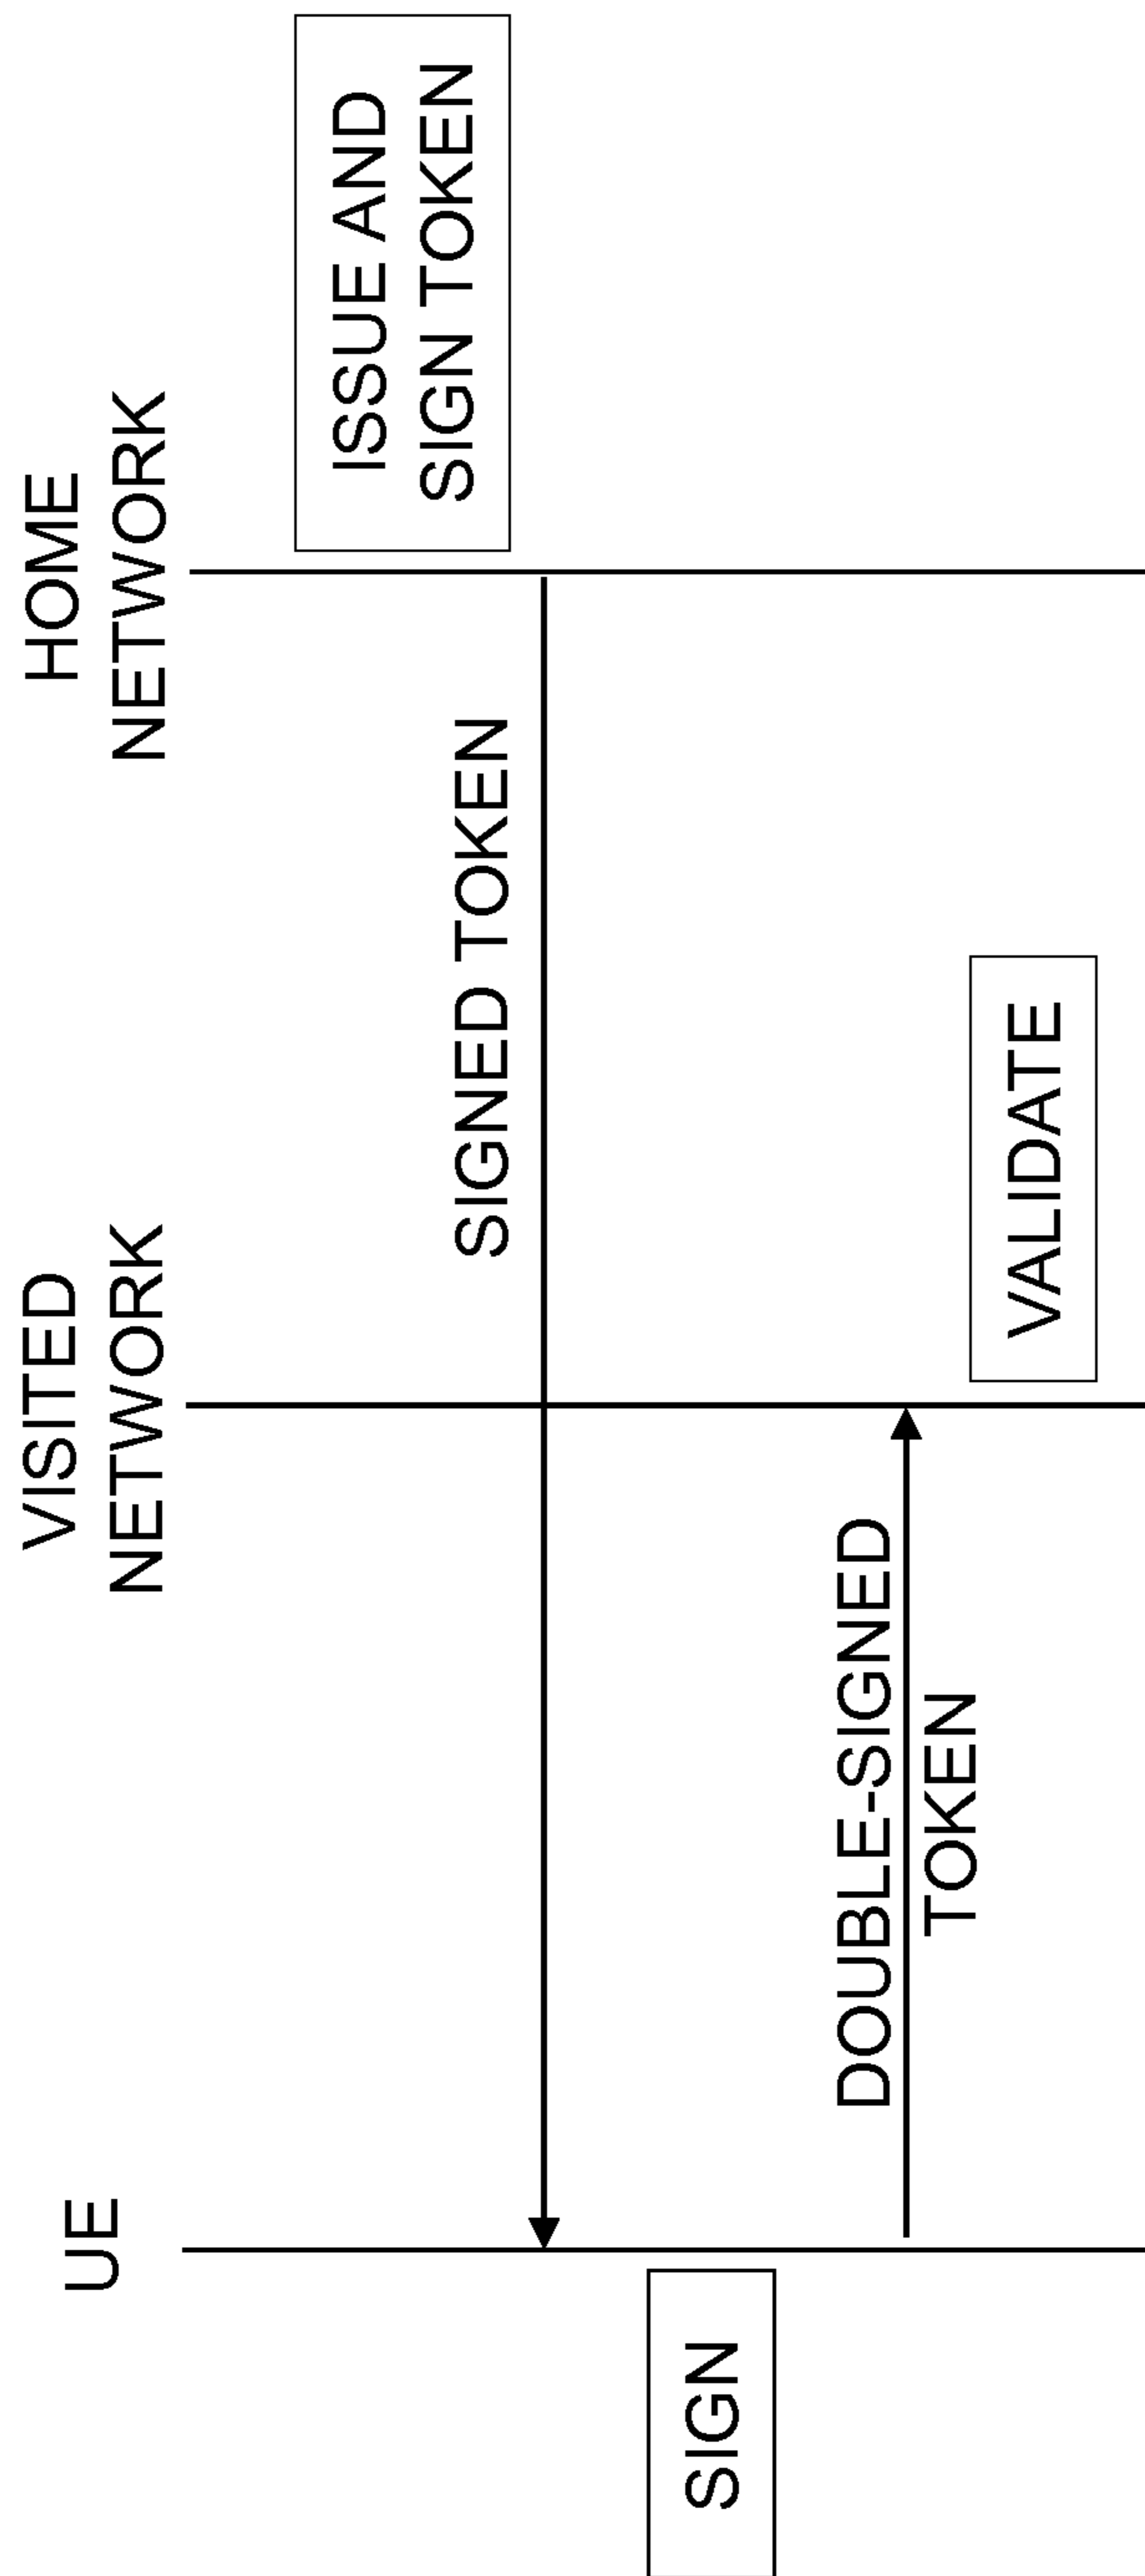 UE
VISITED
NETWORK
HOME
NETWORK
ISSUE AND
SIGN TOKEN
SIGNED TOKEN
SIGN
DOUBLE-SIGNED
TOKEN
VALIDATE